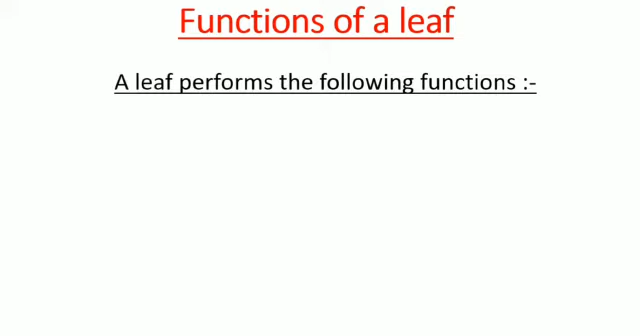 Functions of a leaf
A leaf performs the following functions :-